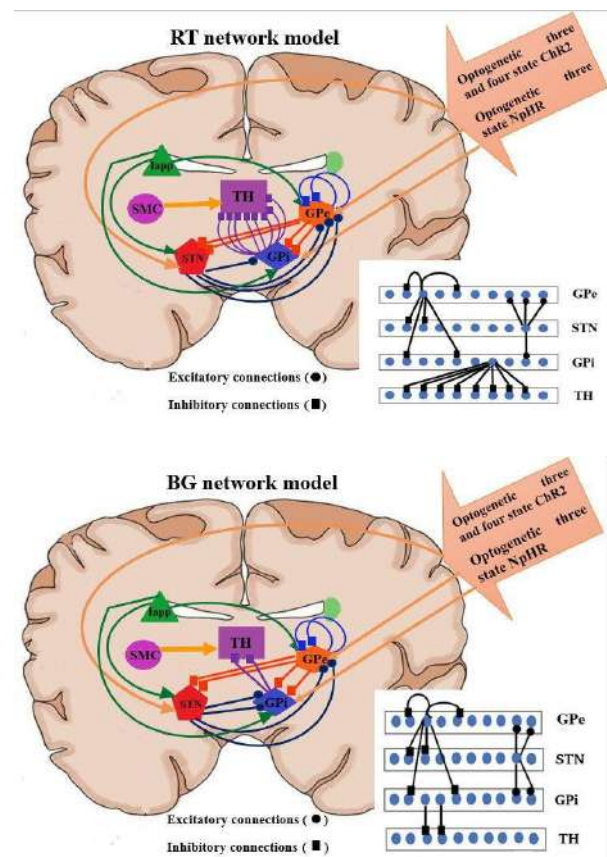 RT network model
Optogenetic three
and four state ChR2
Optogenetic three
state NpHR
Iapp
SMC
TH
GPe
STN
GPi
GPe
STN
GPi
TH
Excitatory connections (●)
Inhibitory connections (■)
BG network model
Optogenetic three
and four state ChR2
Optogenetic three
state NpHR
Iapp
SMC
TH
GPe
STN
GPi
GPe
STN
GPi
TH
Excitatory connections (●)
Inhibitory connections (■)